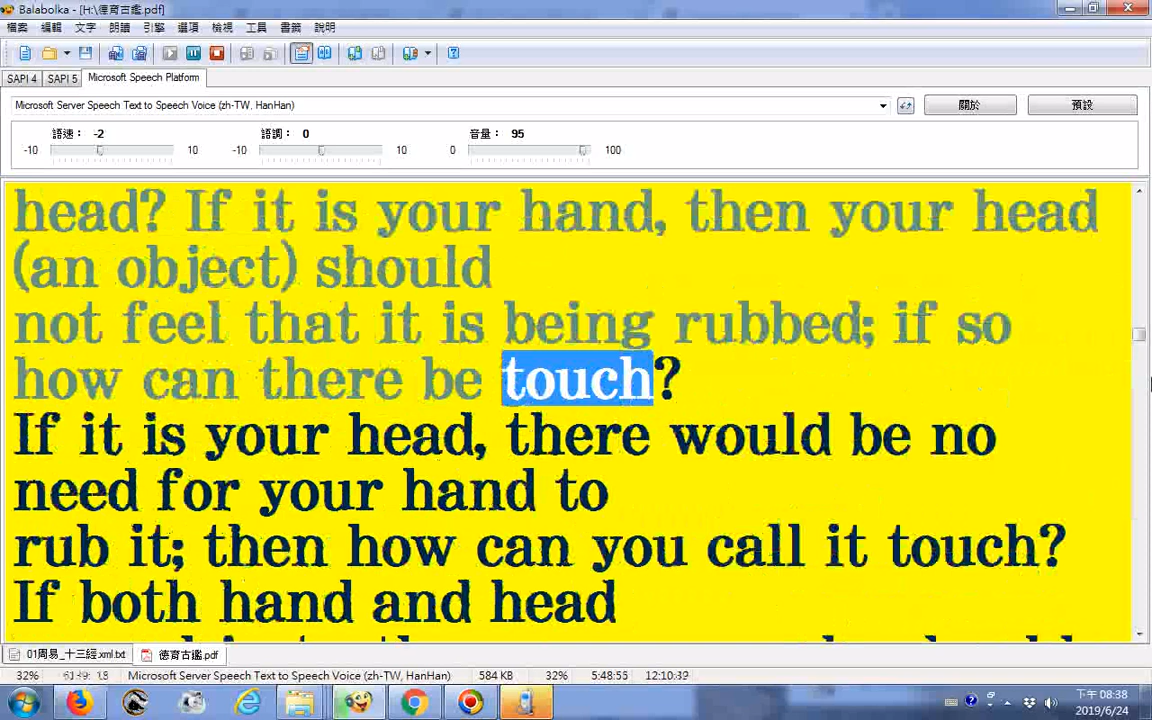 Balabolka - [H:\德育古鑑.pdf]
檔案 編輯 文字 朗讀 引擎 選項 檢視 工具 書籤 說明
SAPI 4 SAPI 5 Microsoft Speech Platform
Microsoft Server Speech Text to Speech Voice (zh-TW, HanHan) 關於 預設
語速： -2 語調： 0 音量： 95
-10 10 -10 10 0 100
head? If it is your hand, then your head
(an object) should
not feel that it is being rubbed; if so
how can there be touch?
If it is your head, there would be no
need for your hand to
rub it; then how can you call it touch?
If both hand and head
01周易_十三經.xml.txt 德育古鑑.pdf
32% Microsoft Server Speech Text to Speech Voice (zh-TW, HanHan) 584 KB 32% 5:48:55 12:10:39
下午 08:38
2019/6/24